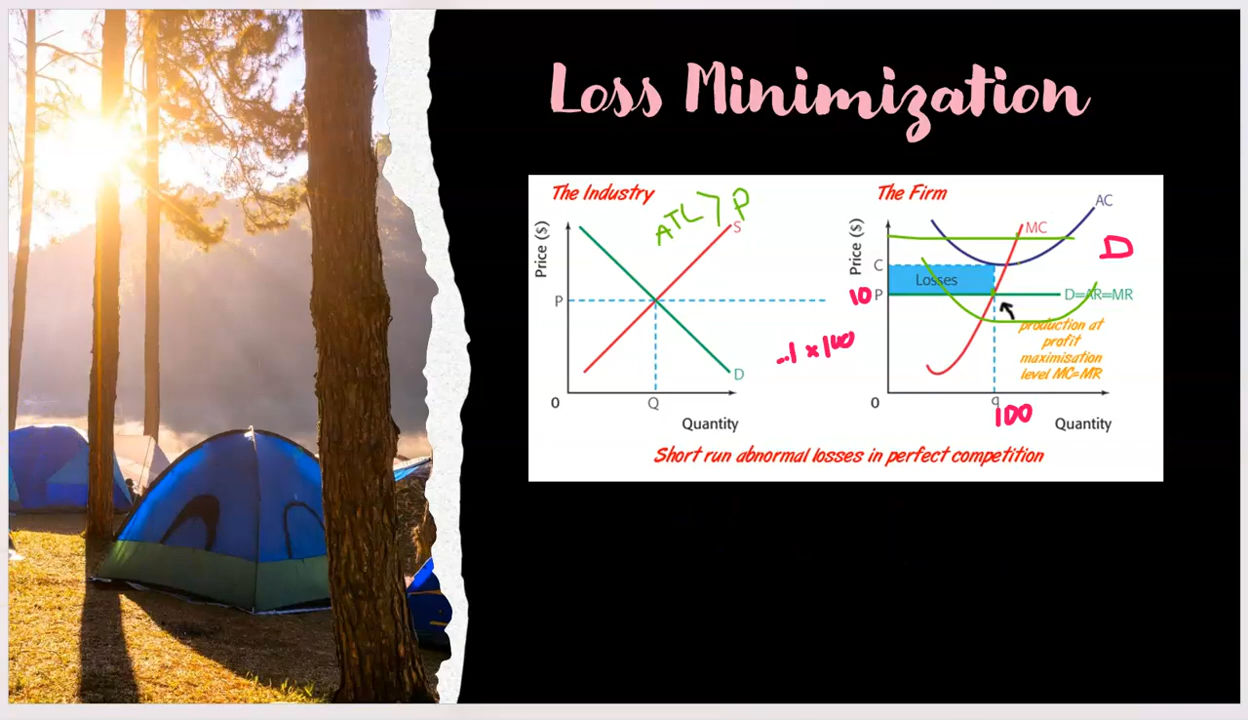 Loss Minimization
The Industry
ATC > P
Price ($)
S
P
D
0
Q
Quantity
-1 x 100
The Firm
Price ($)
AC
MC
D
C
Losses
10 P
D=AR=MR
production at
profit
maximisation
level MC=MR
0
q
100
Quantity
Short run abnormal losses in perfect competition